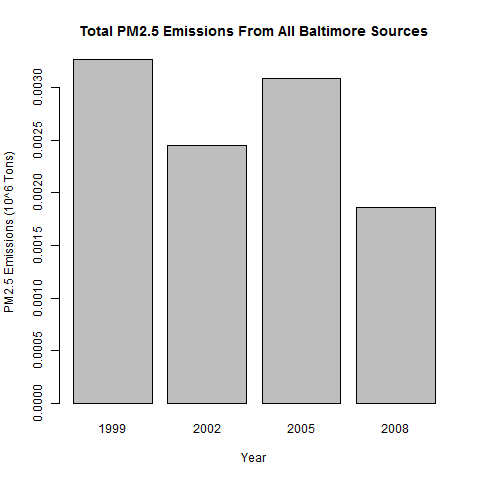 Total PM2.5 Emissions From All Baltimore Sources
PM2.5 Emissions (10^6 Tons)
0.0030
0.0025
0.0020
0.0015
0.0010
0.0005
0.0000
1999 2002 2005 2008
Year